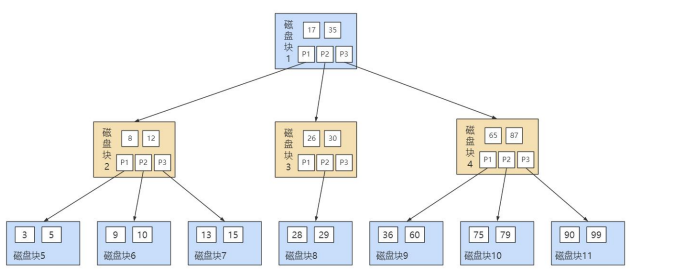 磁盘块1
17 35
P1 P2 P3
磁盘块2
8 12
P1 P2 P3
磁盘块3
26 30
P1 P2 P3
磁盘块4
65 87
P1 P2 P3
3 5
磁盘块5
9 10
磁盘块6
13 15
磁盘块7
28 29
磁盘块8
36 60
磁盘块9
75 79
磁盘块10
90 99
磁盘块11